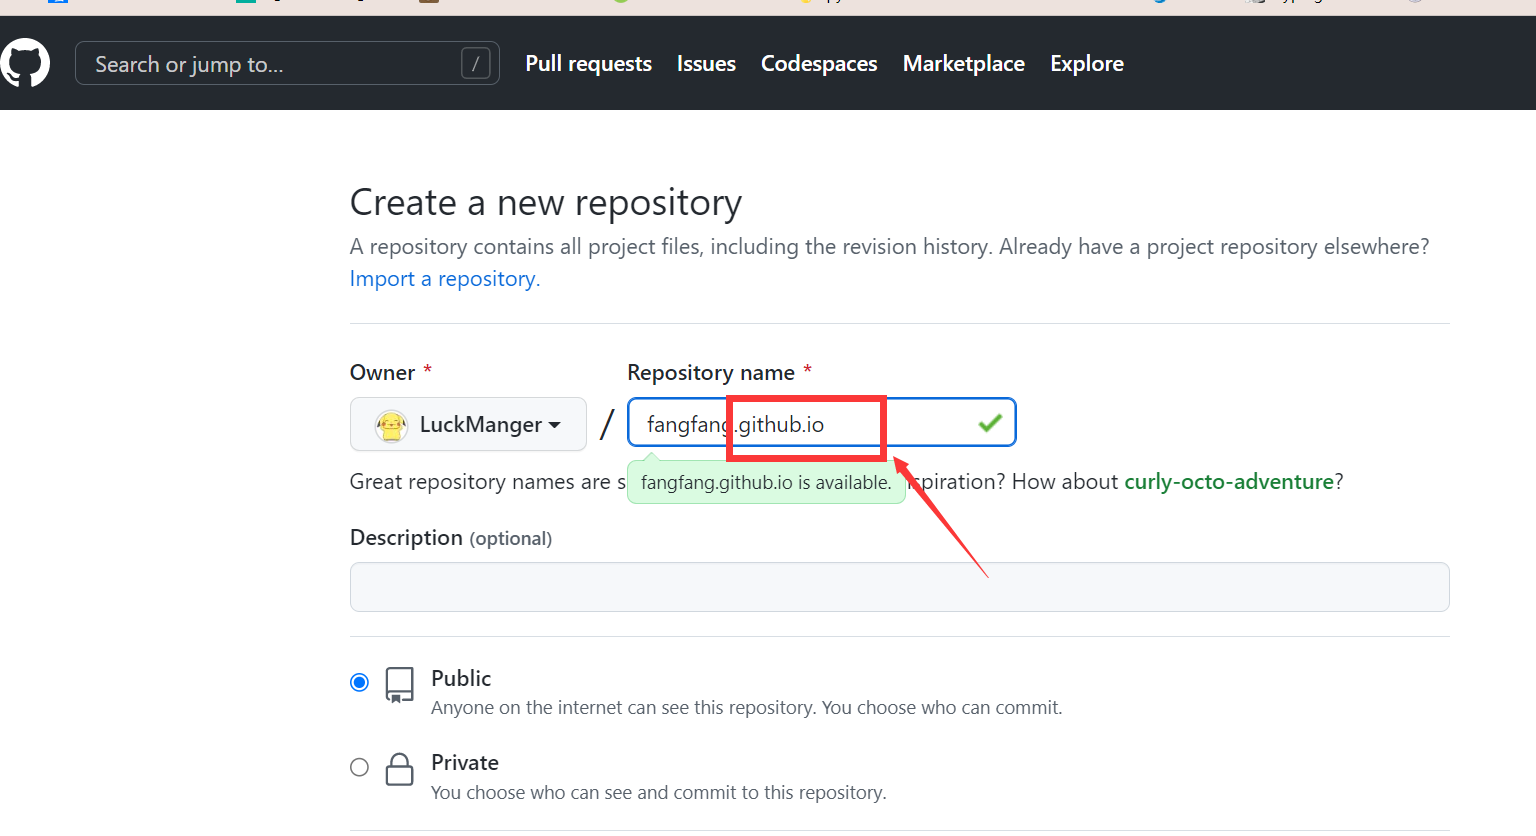 Search or jump to... / Pull requests Issues Codespaces Marketplace Explore
Create a new repository
A repository contains all project files, including the revision history. Already have a project repository elsewhere?
Import a repository.
Owner * Repository name *
LuckManger / fangfang.github.io
Great repository names are s fangfang.github.io is available. spiration? How about curly-octo-adventure?
Description (optional)
Public
Anyone on the internet can see this repository. You choose who can commit.
Private
You choose who can see and commit to this repository.